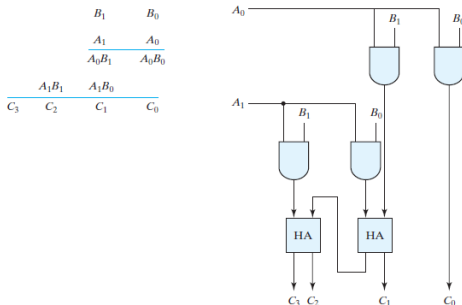 B₁ B₀
A₁ A₀
A₀B₁ A₀B₀
A₁B₁ A₁B₀
C₃ C₂ C₁ C₀
A₀
B₁ B₀
A₁
B₁ B₀
HA HA
C₃ C₂ C₁ C₀